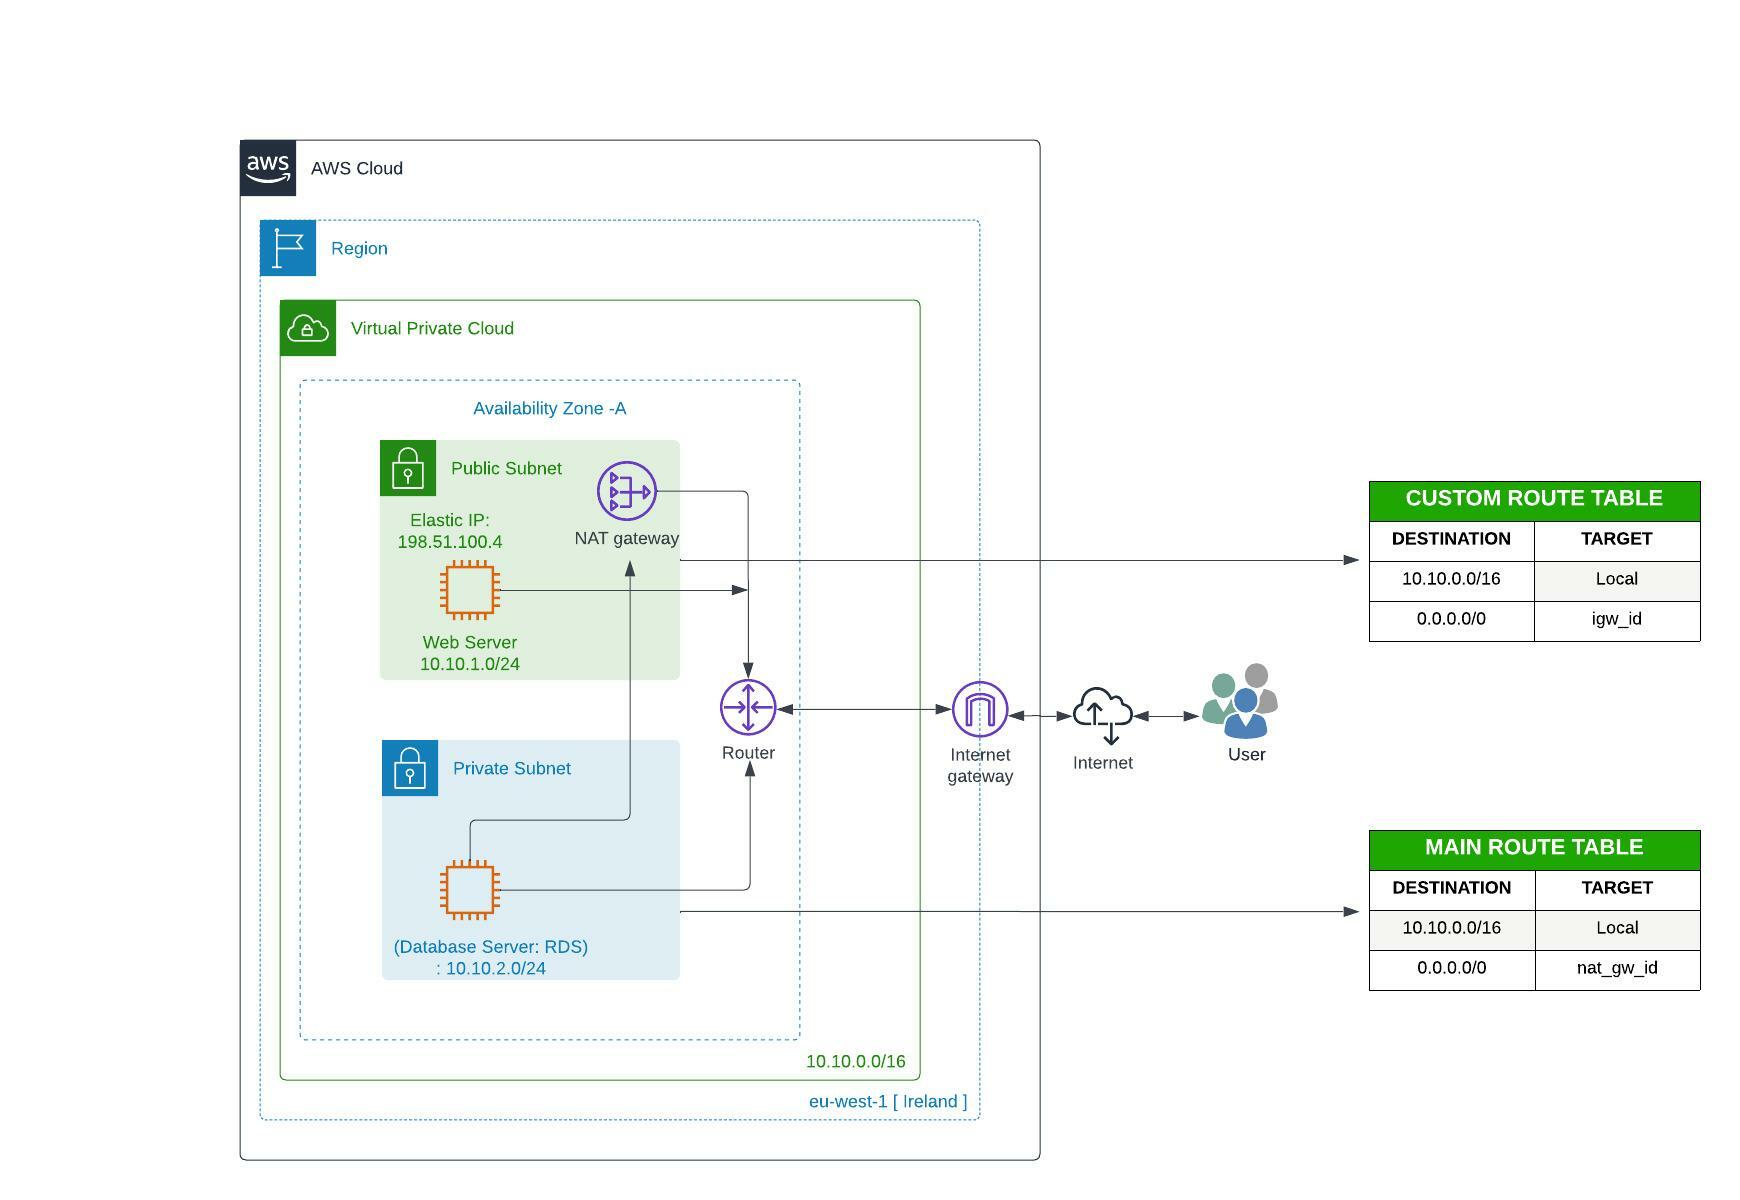 aws
AWS Cloud
Region
Virtual Private Cloud
Availability Zone -A
Public Subnet
Elastic IP:
198.51.100.4
NAT gateway
Web Server
10.10.1.0/24
Private Subnet
(Database Server: RDS)
: 10.10.2.0/24
Router
Internet
gateway
Internet
User
10.10.0.0/16
eu-west-1 [ Ireland ]
CUSTOM ROUTE TABLE
DESTINATION TARGET
10.10.0.0/16 Local
0.0.0.0/0 igw_id
MAIN ROUTE TABLE
DESTINATION TARGET
10.10.0.0/16 Local
0.0.0.0/0 nat_gw_id